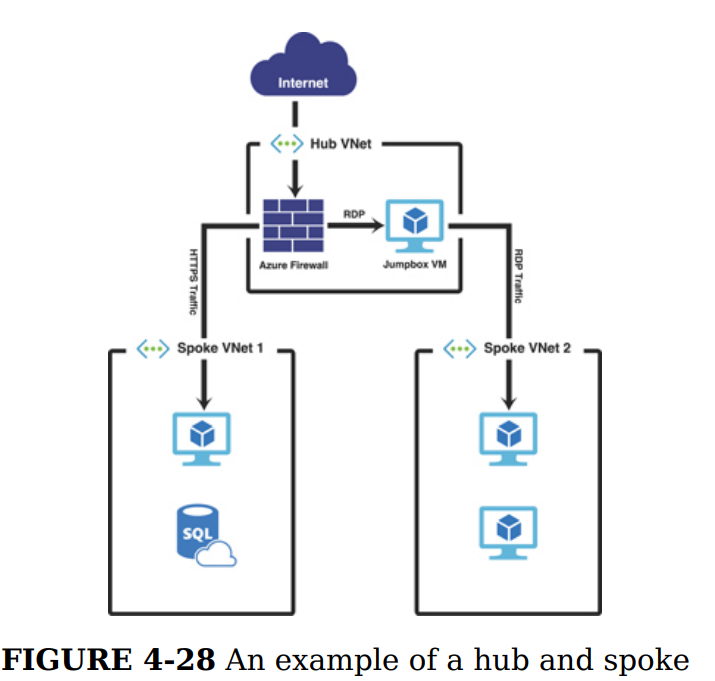 Internet
Hub VNet
RDP
Azure Firewall
Jumpbox VM
HTTPS Traffic
RDP Traffic
Spoke VNet 1
Spoke VNet 2
SQL
FIGURE 4-28 An example of a hub and spoke